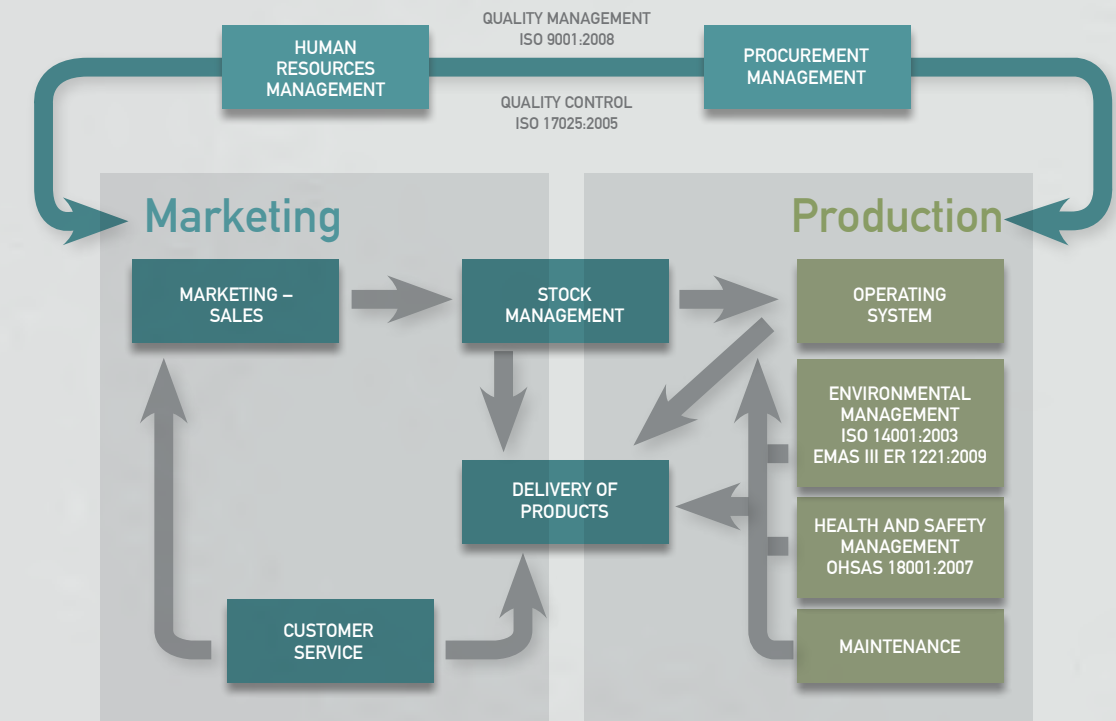 QUALITY MANAGEMENT
ISO 9001:2008
HUMAN
RESOURCES
MANAGEMENT
PROCUREMENT
MANAGEMENT
QUALITY CONTROL
ISO 17025:2005
Marketing
Production
MARKETING –
SALES
STOCK
MANAGEMENT
OPERATING
SYSTEM
ENVIRONMENTAL
MANAGEMENT
ISO 14001:2003
EMAS III ER 1221:2009
DELIVERY OF
PRODUCTS
HEALTH AND SAFETY
MANAGEMENT
OHSAS 18001:2007
CUSTOMER
SERVICE
MAINTENANCE